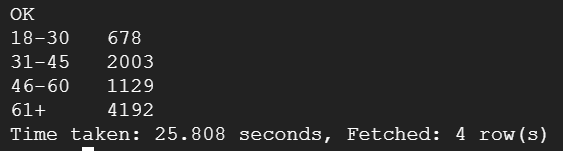 OK
18-30 678
31-45 2003
46-60 1129
61+ 4192
Time taken: 25.808 seconds, Fetched: 4 row(s)